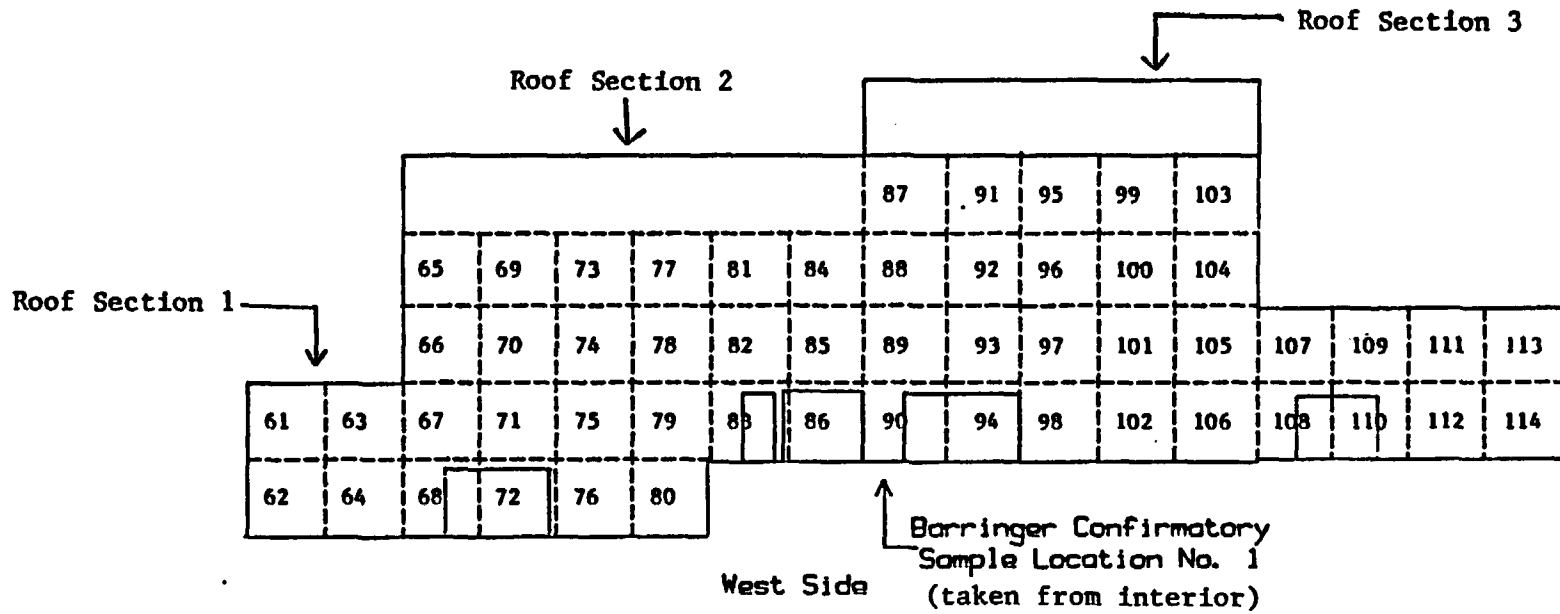 Roof Section 3
Roof Section 2
87 91 95 99 103
65 69 73 77 81 84 88 92 96 100 104
Roof Section 1
66 70 74 78 82 85 89 93 97 101 105 107 109 111 113
61 63 67 71 75 79 83 86 90 94 98 102 106 108 110 112 114
62 64 68 72 76 80
Barringer Confirmatory
Sample Location No. 1
West Side
(taken from interior)